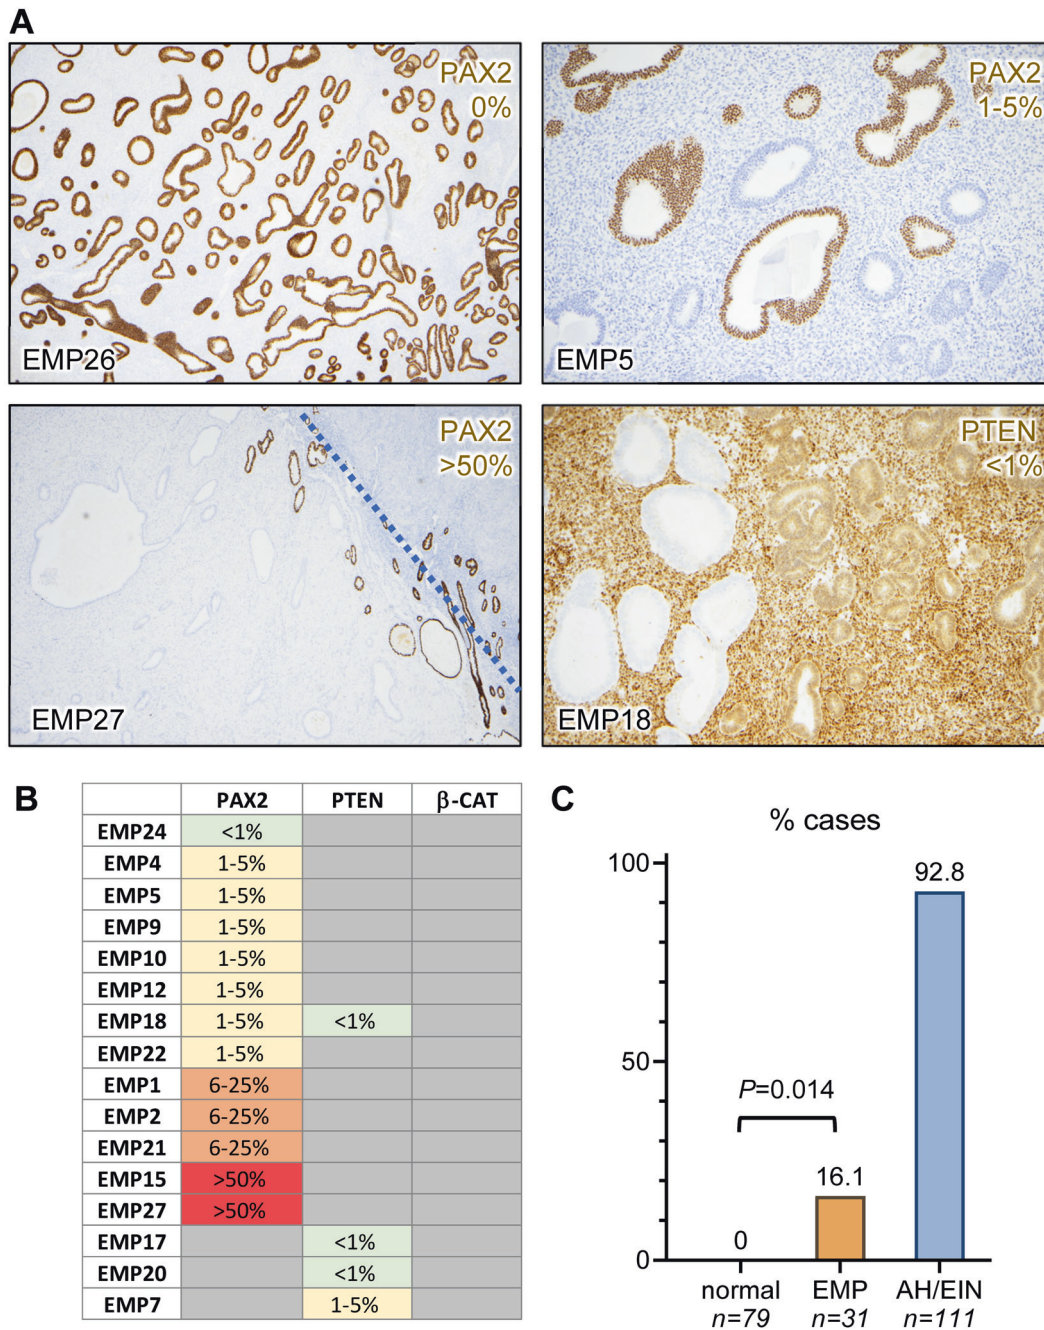 A
PAX2
0%
EMP26
PAX2
1-5%
EMP5
PAX2
>50%
EMP27
PTEN
<1%
EMP18
B
PAX2 PTEN β-CAT
EMP24 <1%
EMP4 1-5%
EMP5 1-5%
EMP9 1-5%
EMP10 1-5%
EMP12 1-5%
EMP18 1-5% <1%
EMP22 1-5%
EMP1 6-25%
EMP2 6-25%
EMP21 6-25%
EMP15 >50%
EMP27 >50%
EMP17 <1%
EMP20 <1%
EMP7 1-5%
C
% cases
100
92.8
50
P=0.014
16.1
0
0
normal EMP AH/EIN
n=79 n=31 n=111